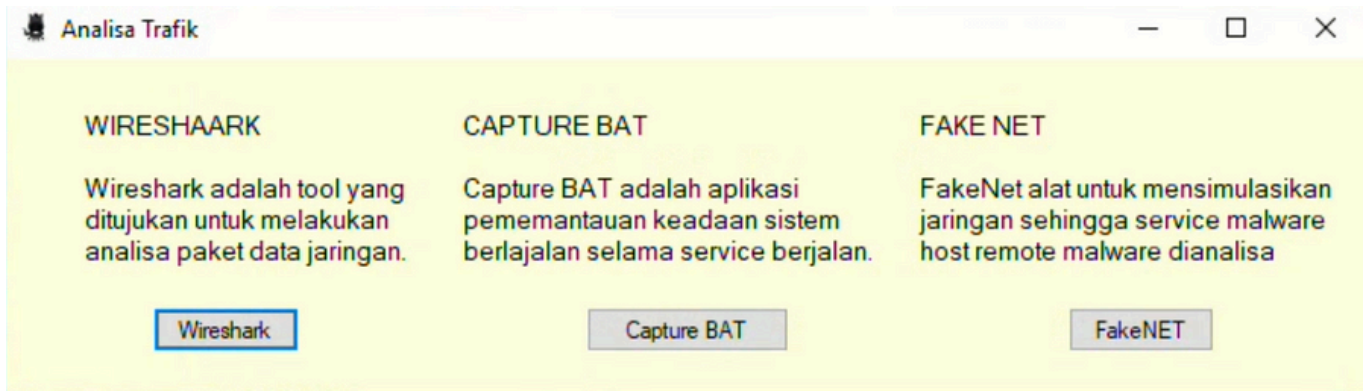 Analisa Trafik
WIRESHAARK
Wireshark adalah tool yang
ditujukan untuk melakukan
analisa paket data jaringan.
Wireshark
CAPTURE BAT
Capture BAT adalah aplikasi
pememantauan keadaan sistem
berlajalan selama service berjalan.
Capture BAT
FAKE NET
FakeNet alat untuk mensimulasikan
jaringan sehingga service malware
host remote malware dianalisa
FakeNET